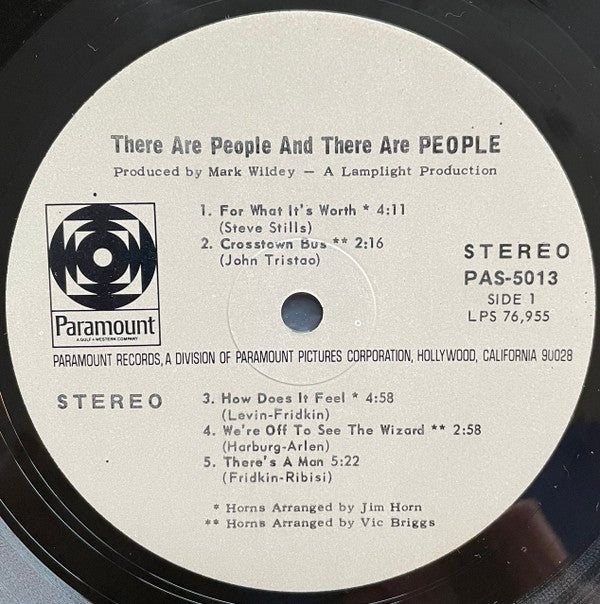 There Are People And There Are PEOPLE
Produced by Mark Wildey — A Lamplight Production
1. For What It's Worth * 4:11
(Steve Stills)
2. Crosstown Bus ** 2:16
(John Tristao)
STEREO
PAS-5013
SIDE 1
LPS 76,955
Paramount
A GULF + WESTERN COMPANY
PARAMOUNT RECORDS, A DIVISION OF PARAMOUNT PICTURES CORPORATION, HOLLYWOOD, CALIFORNIA 90028
STEREO
3. How Does It Feel * 4:58
(Levin-Fridkin)
4. We're Off To See The Wizard ** 2:58
(Harburg-Arlen)
5. There's A Man 5:22
(Fridkin-Ribisi)
* Horns Arranged by Jim Horn
** Horns Arranged by Vic Briggs